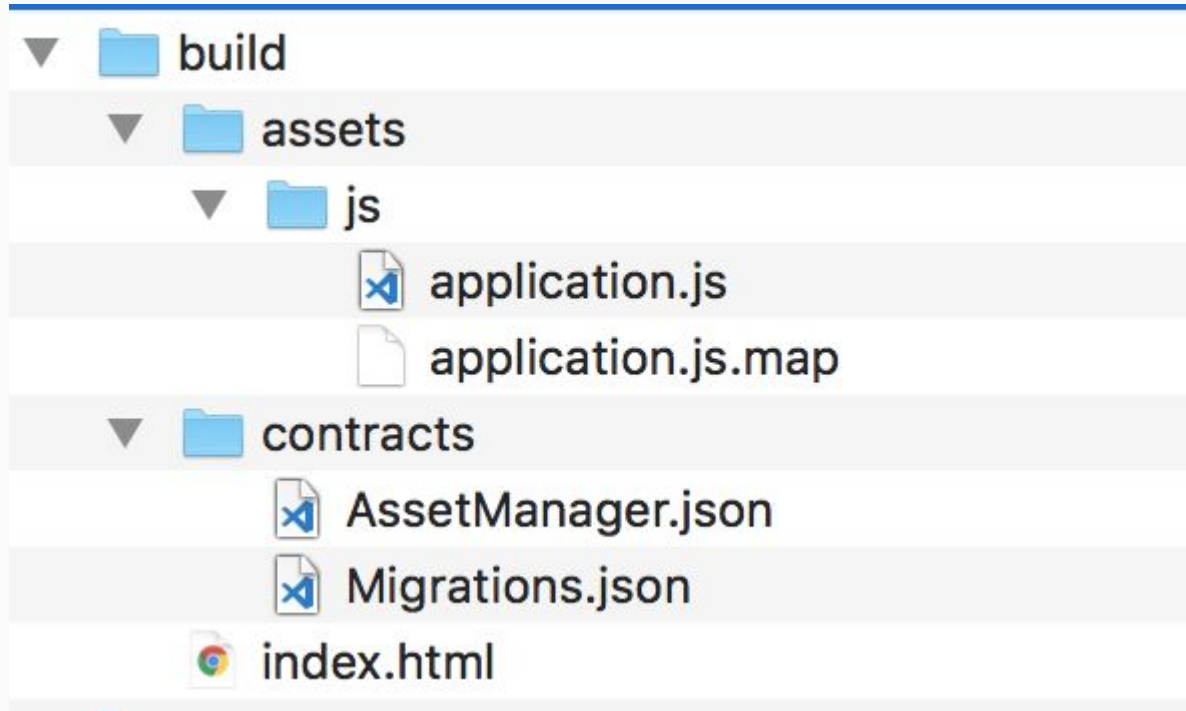 build
assets
js
application.js
application.js.map
contracts
AssetManager.json
Migrations.json
index.html